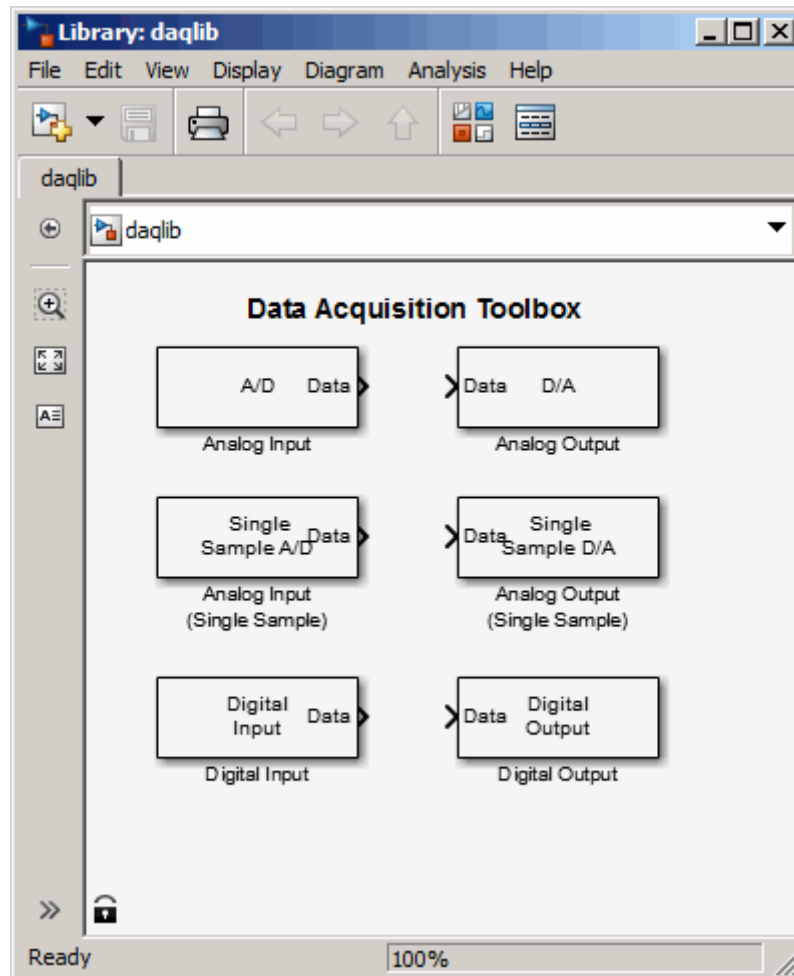 Library: daqlib
File Edit View Display Diagram Analysis Help
daqlib
daqlib
Data Acquisition Toolbox
A/D Data
Data D/A
Analog Input
Analog Output
Single
Sample A/D
Data
Data
Single
Sample D/A
Analog Input
(Single Sample)
Analog Output
(Single Sample)
Digital
Input
Data
Data
Digital
Output
Digital Input
Digital Output
Ready
100%